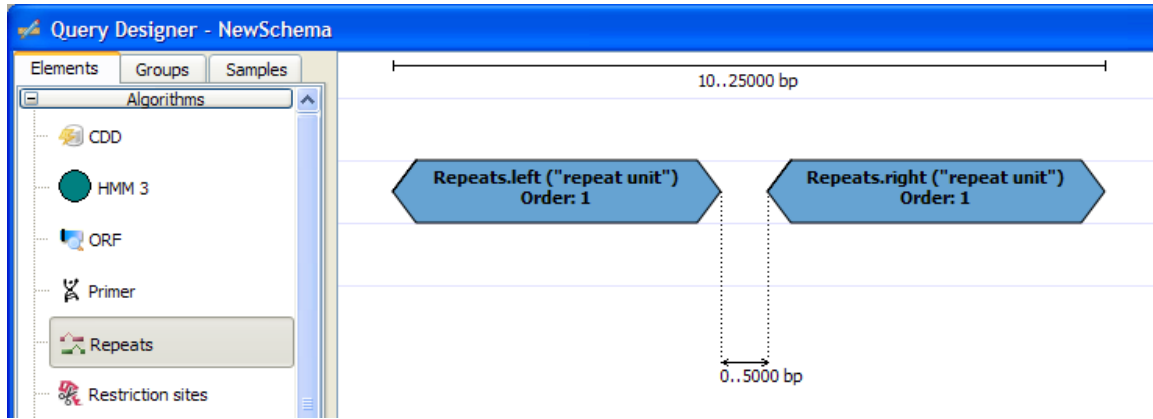 Query Designer - NewSchema
Elements Groups Samples
Algorithms
CDD
HMM 3
ORF
Primer
Repeats
Restriction sites
10..25000 bp
Repeats.left ("repeat unit")
Order: 1
Repeats.right ("repeat unit")
Order: 1
0..5000 bp